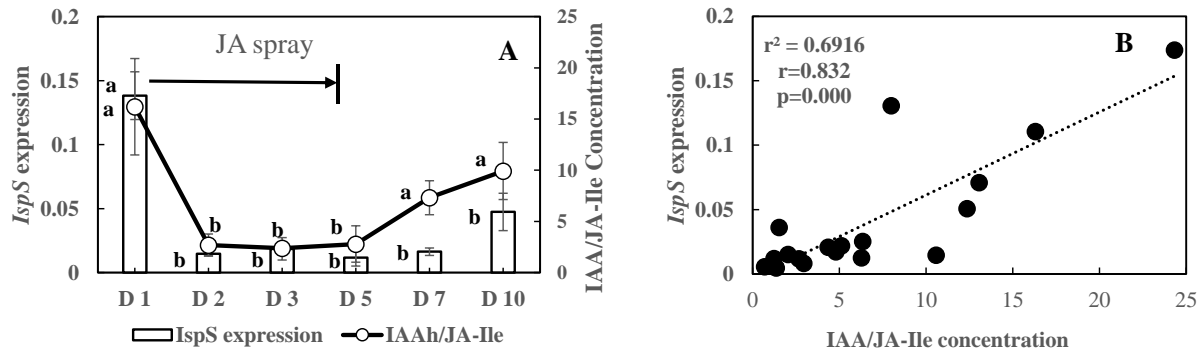 JA spray
A
IspS expression
0.2
0.15
0.1
0.05
0
25
20
15
10
5
0
IAA/JA-Ile Concentration
a
a
b
b
b
b
b
b
a
b
a
b
D 1 D 2 D 3 D 5 D 7 D 10
IspS expression IAAh/JA-Ile
B
r² = 0.6916
r=0.832
p=0.000
IspS expression
0.2
0.15
0.1
0.05
0
0 5 10 15 20 25
IAA/JA-Ile concentration